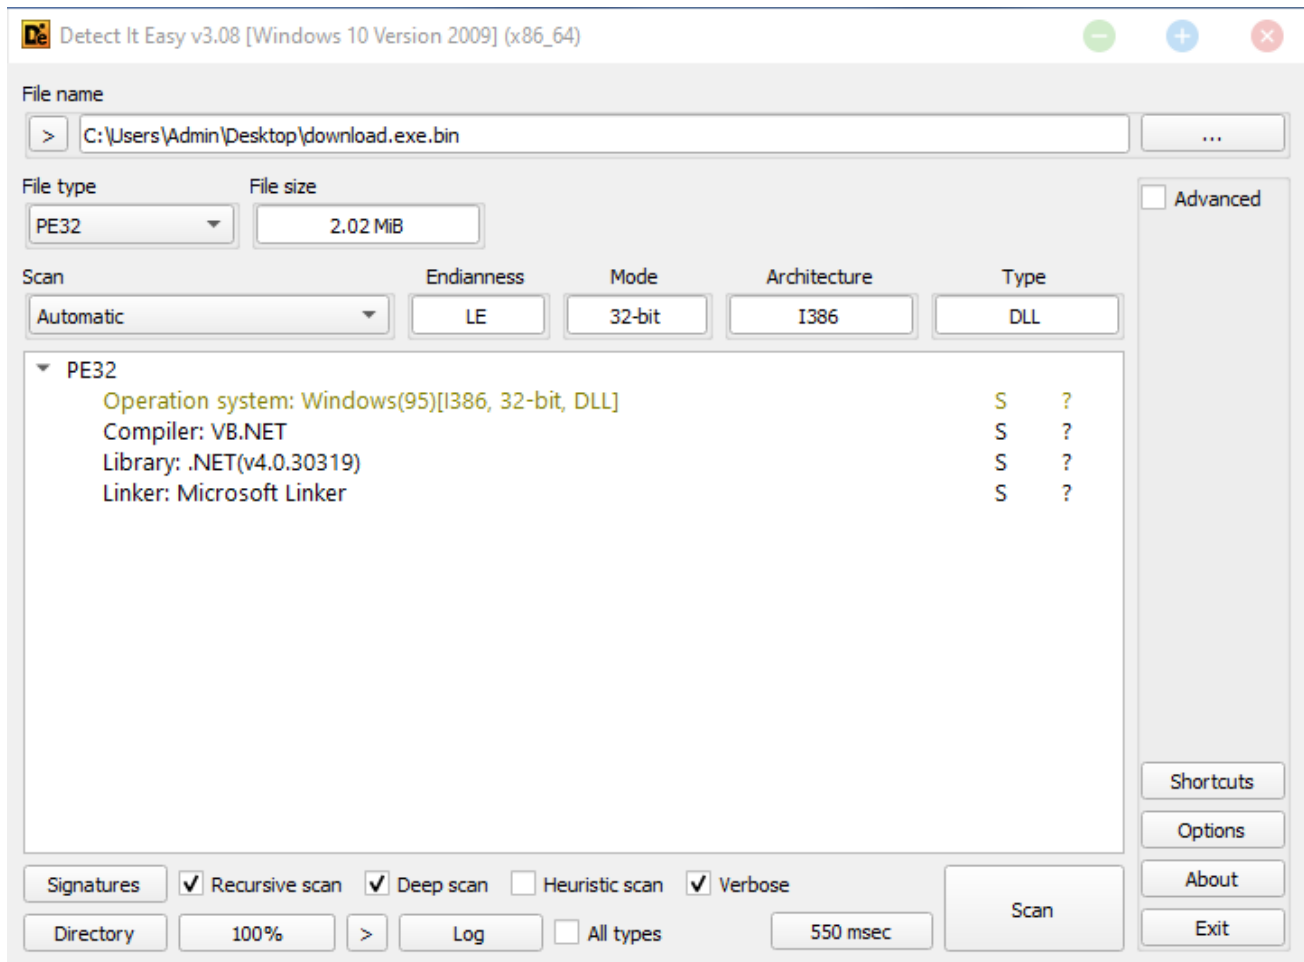 Detect It Easy v3.08 [Windows 10 Version 2009] (x86_64)
File name
> C:\Users\Admin\Desktop\download.exe.bin ...
File type File size
Advanced
PE32 2.02 MiB
Scan Endianness Mode Architecture Type
Automatic LE 32-bit I386 DLL
PE32
Operation system: Windows(95)[I386, 32-bit, DLL] S ?
Compiler: VB.NET S ?
Library: .NET(v4.0.30319) S ?
Linker: Microsoft Linker S ?
Shortcuts
Options
Signatures Recursive scan Deep scan Heuristic scan Verbose
About
Scan
Directory 100% > Log All types 550 msec
Exit